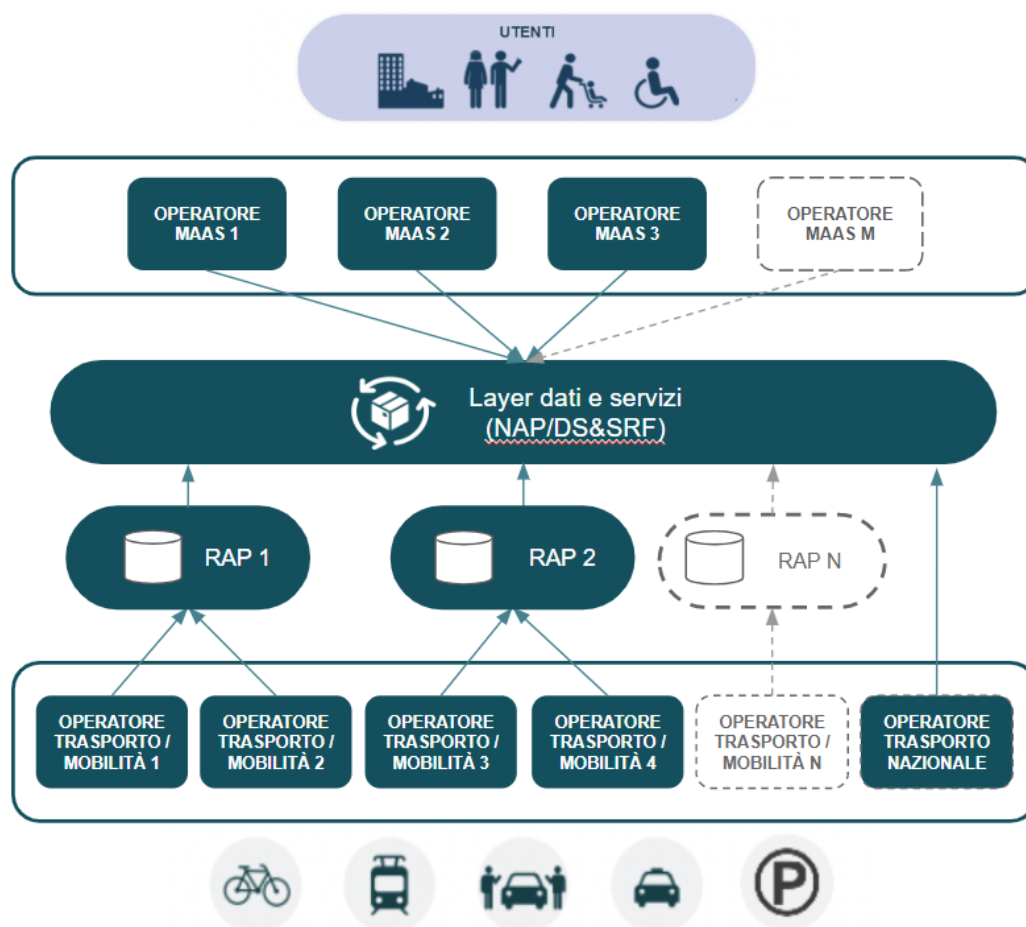 UTENTI
OPERATORE
MAAS 1
OPERATORE
MAAS 2
OPERATORE
MAAS 3
OPERATORE
MAAS M
Layer dati e servizi
(NAP/DS&SRF)
RAP 1
RAP 2
RAP N
OPERATORE
TRASPORTO /
MOBILITÀ 1
OPERATORE
TRASPORTO /
MOBILITÀ 2
OPERATORE
TRASPORTO /
MOBILITÀ 3
OPERATORE
TRASPORTO /
MOBILITÀ 4
OPERATORE
TRASPORTO /
MOBILITÀ N
OPERATORE
TRASPORTO
NAZIONALE
P